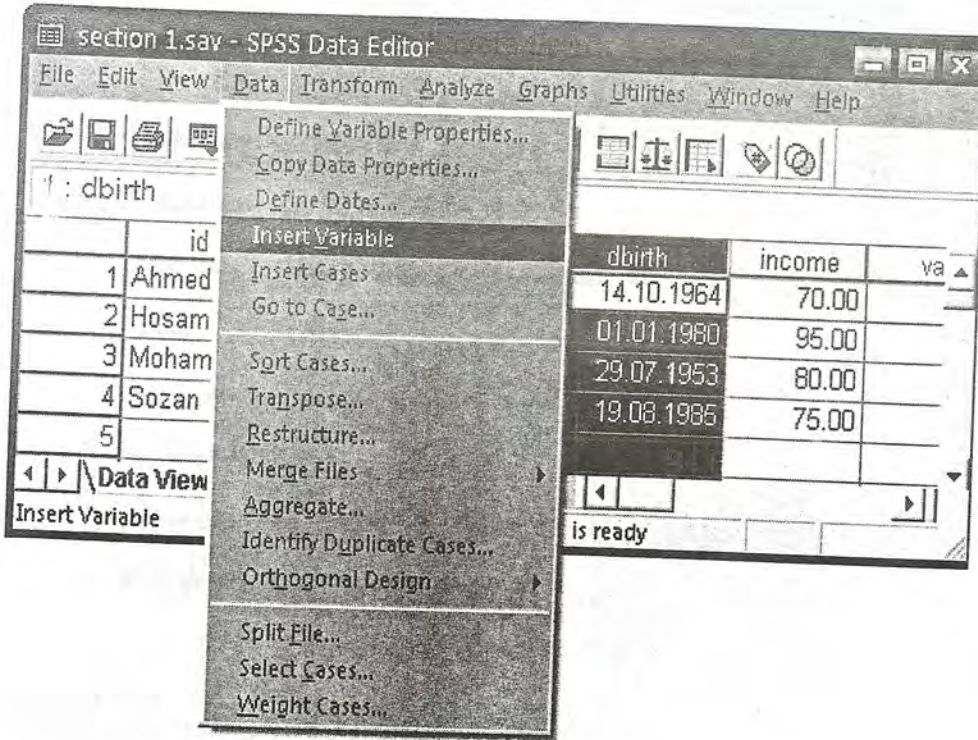 section 1.sav - SPSS Data Editor
File Edit View Data Transform Analyze Graphs Utilities Window Help
: dbirth
Define Variable Properties...
Copy Data Properties...
Define Dates...
Insert Variable
Insert Cases
Go to Case...
Sort Cases...
Transpose...
Restructure...
Merge Files
Aggregate...
Identify Duplicate Cases...
Orthogonal Design
Split File...
Select Cases...
Weight Cases...
id dbirth income va
1 Ahmed 14.10.1964 70.00
2 Hosam 01.01.1980 95.00
3 Moham 29.07.1953 80.00
4 Sozan 19.08.1985 75.00
5
Data View
Insert Variable is ready